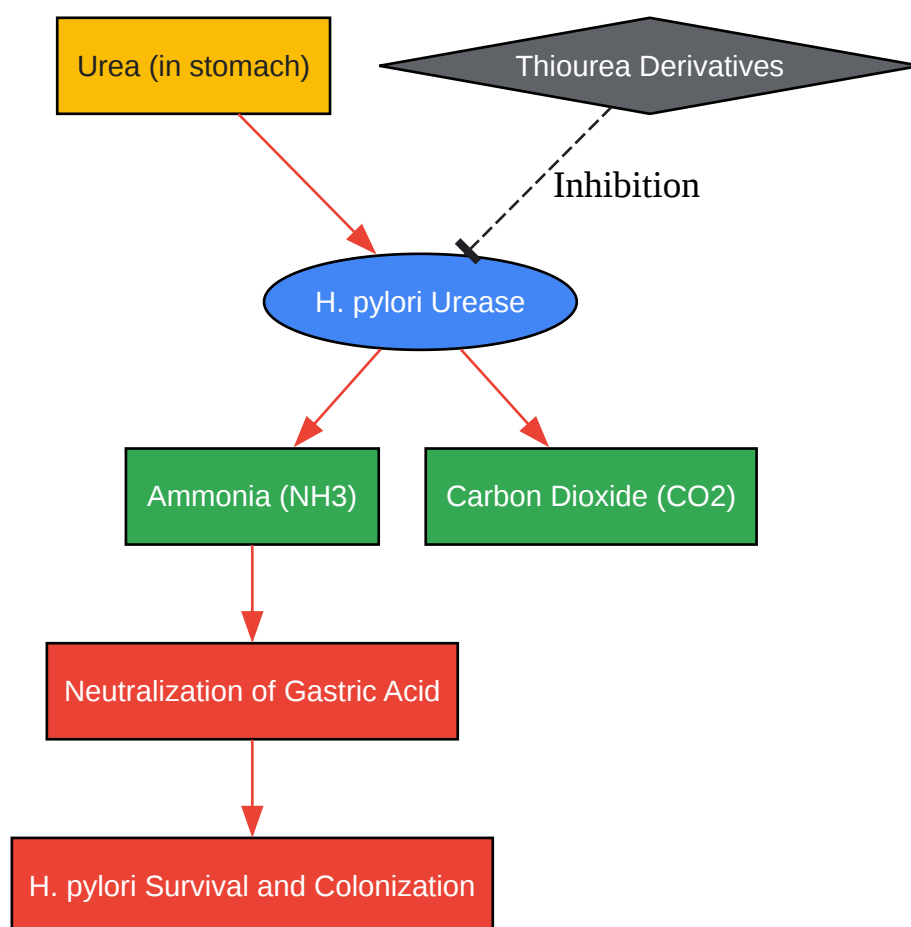 Urea (in stomach)
Thiourea Derivatives
Inhibition
H. pylori Urease
Ammonia (NH3)
Carbon Dioxide (CO2)
Neutralization of Gastric Acid
H. pylori Survival and Colonization